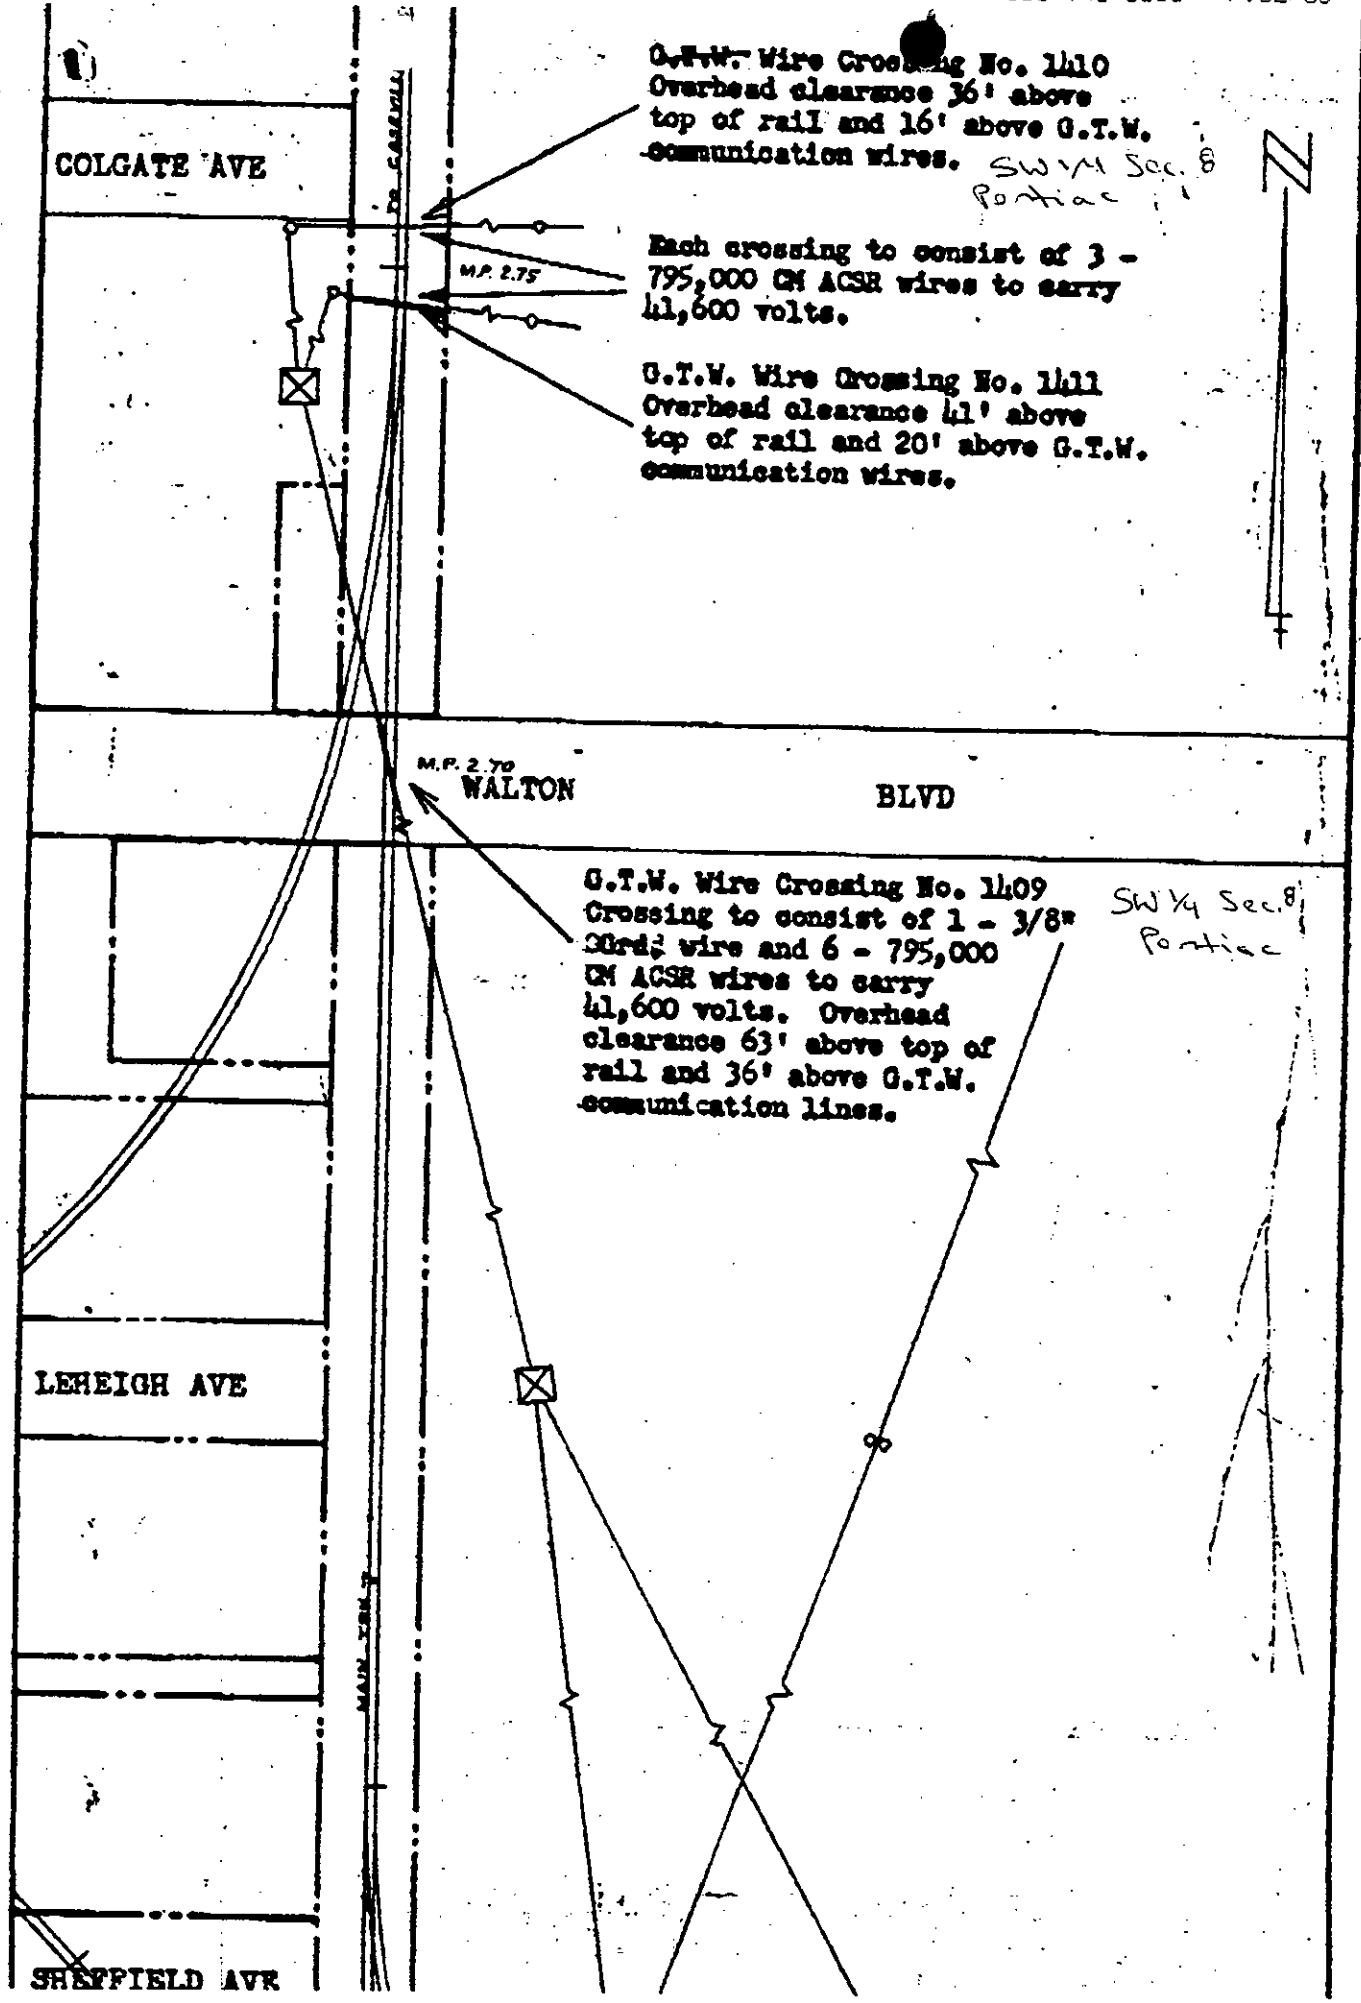 G.T.W. Wire Crossing No. 1410
Overhead clearance 36' above
top of rail and 16' above G.T.W.
communication wires.
SW 1/4 Sec. 8
Pontiac
COLGATE AVE
TO CASEVILLE
Each crossing to consist of 3 -
795,000 CM ACSR wires to carry
41,600 volts.
M.P. 2.75
G.T.W. Wire Crossing No. 1411
Overhead clearance 41' above
top of rail and 20' above G.T.W.
communication wires.
N
M.P. 2.70
WALTON BLVD
G.T.W. Wire Crossing No. 1409
Crossing to consist of 1 - 3/8"
wire and 6 - 795,000
CM ACSR wires to carry
41,600 volts. Overhead
clearance 63' above top of
rail and 36' above G.T.W.
communication lines.
SW 1/4 Sec. 8
Pontiac
LEHEIGH AVE
MAIN TRK
SHEFFIELD AVE